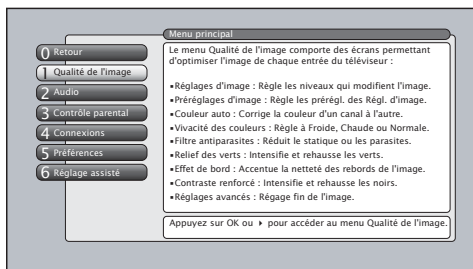 Menu principal
0 Retour
1 Qualité de l'image
2 Audio
3 Contrôle parental
4 Connexions
5 Préférences
6 Réglage assisté
Le menu Qualité de l'image comporte des écrans permettant
d'optimiser l'image de chaque entrée du téléviseur :
▪Réglages d'image : Règle les niveaux qui modifient l'image.
▪Préréglages d'image : Règle les prérégl. des Régl. d'image.
▪Couleur auto : Corrige la couleur d'un canal à l'autre.
▪Vivacité des couleurs : Règle à Froide, Chaude ou Normale.
▪Filtre antiparasites : Réduit le statique ou les parasites.
▪Relief des verts : Intensifie et rehausse les verts.
▪Effet de bord : Accentue la netteté des rebords de l'image.
▪Contraste renforcé : Intensifie et rehausse les noirs.
▪Réglages avancés : Régage fin de l'image.
Appuyez sur OK ou ▸ pour accéder au menu Qualité de l'image.